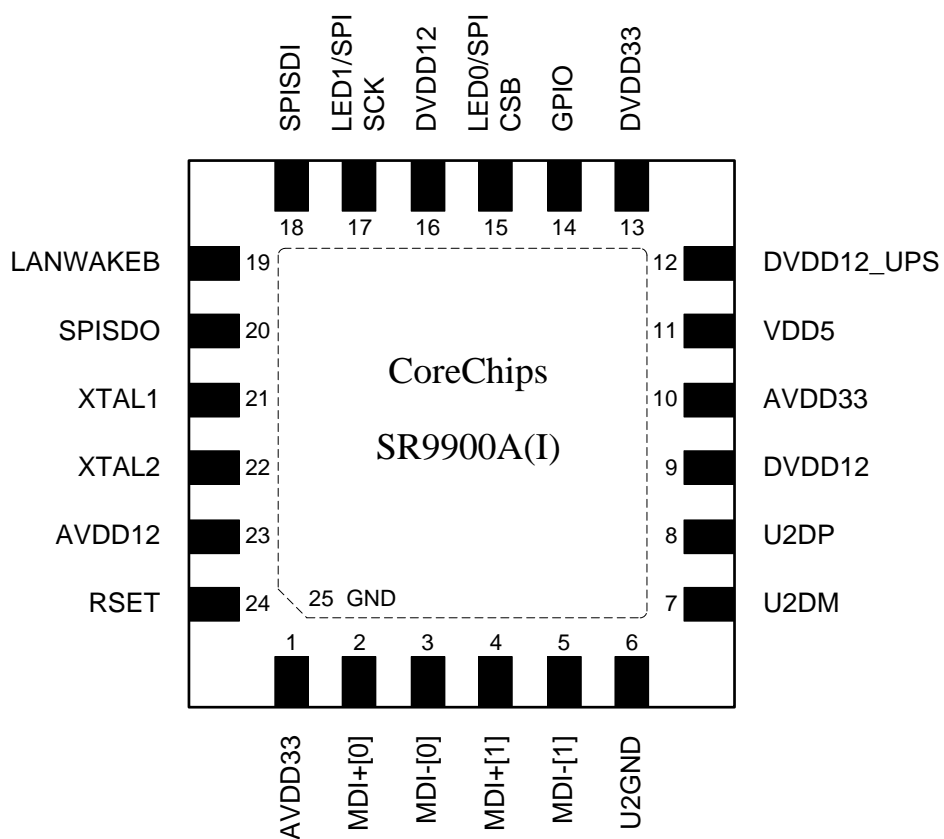 SPISDI
LED1/SPI
SCK
DVDD12
LED0/SPI
CSB
GPIO
DVDD33
18
17
16
15
14
13
LANWAKEB
19
SPISDO
20
XTAL1
21
XTAL2
22
AVDD12
23
RSET
24
CoreChips
SR9900A(I)
25 GND
12
DVDD12_UPS
11
VDD5
10
AVDD33
9
DVDD12
8
U2DP
7
U2DM
1
2
3
4
5
6
AVDD33
MDI+[0]
MDI-[0]
MDI+[1]
MDI-[1]
U2GND